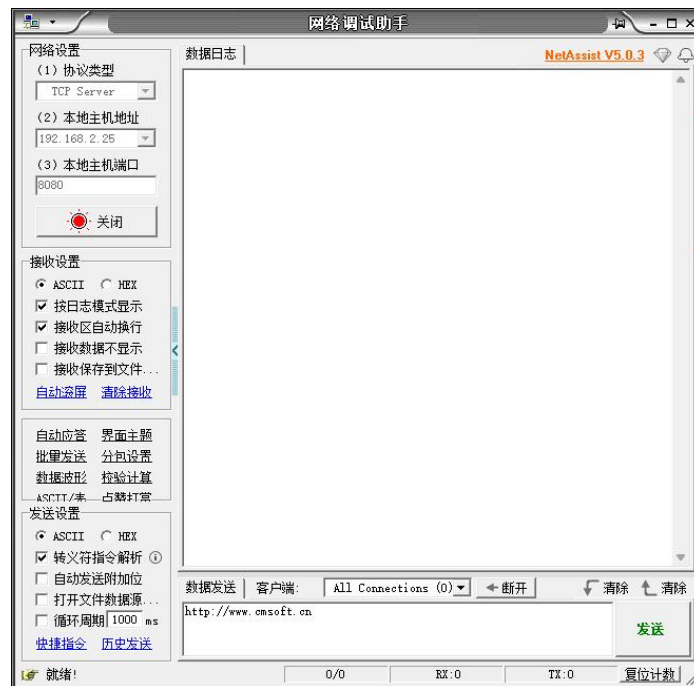 网络调试助手
网络设置
(1) 协议类型
TCP Server
(2) 本地主机地址
192.168.2.25
(3) 本地主机端口
8080
关闭
接收设置
ASCII HEX
按日志模式显示
接收区自动换行
接收数据不显示
接收保存到文件...
自动滚屏 清除接收
自动应答 界面主题
批量发送 分包设置
数据波形 校验计算
ASCII/表 点赞打赏
发送设置
ASCII HEX
转义符指令解析
自动发送附加位
打开文件数据源...
循环周期 1000 ms
快捷指令 历史发送
数据日志 NetAssist V5.0.3
数据发送 客户端: All Connections (0) 断开 清除 清除
http://www.cmsoft.cn
发送
就绪! 0/0 RX:0 TX:0 复位计数